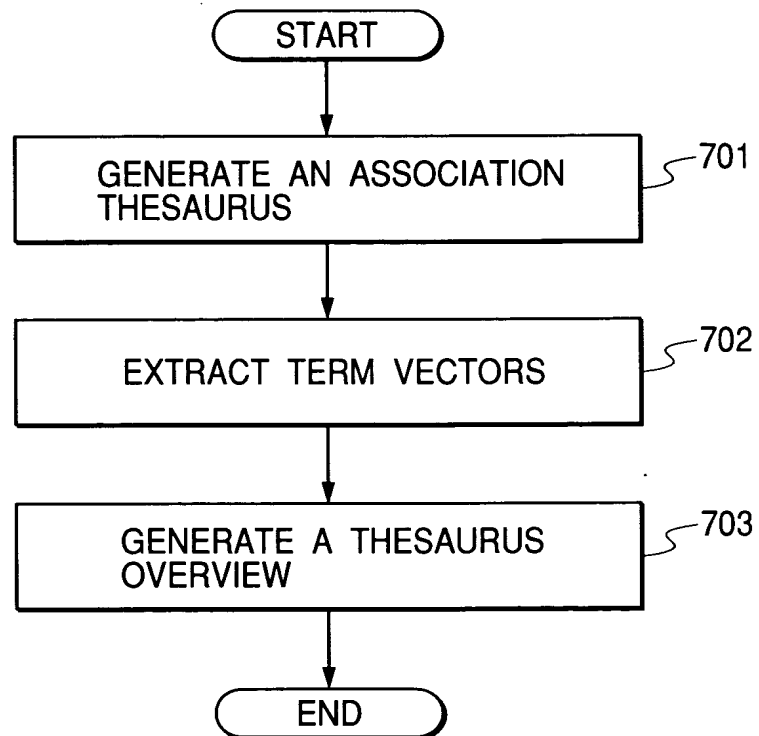 START
GENERATE AN ASSOCIATION
THESAURUS
701
EXTRACT TERM VECTORS
702
GENERATE A THESAURUS
OVERVIEW
703
END